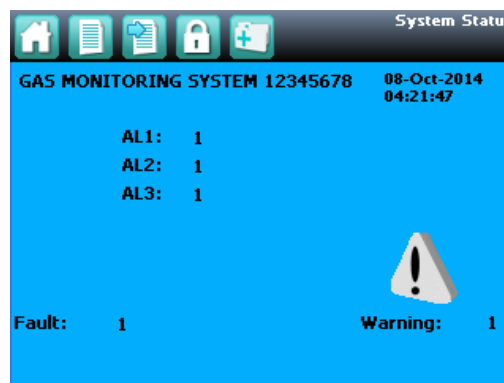 System Statu
GAS MONITORING SYSTEM 12345678
08-Oct-2014
04:21:47
AL1: 1
AL2: 1
AL3: 1
Fault: 1
Warning: 1